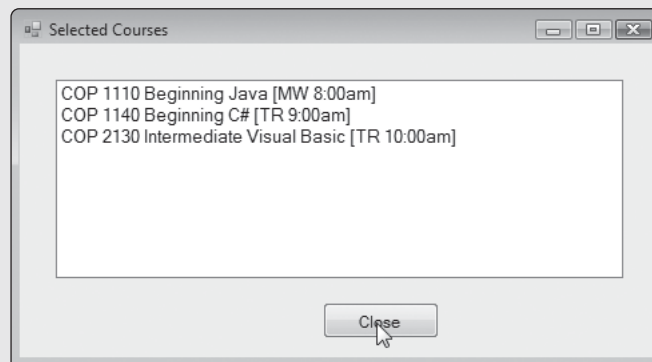 Selected Courses
COP 1110 Beginning Java [MW 8:00am]
COP 1140 Beginning C# [TR 9:00am]
COP 2130 Intermediate Visual Basic [TR 10:00am]
Close